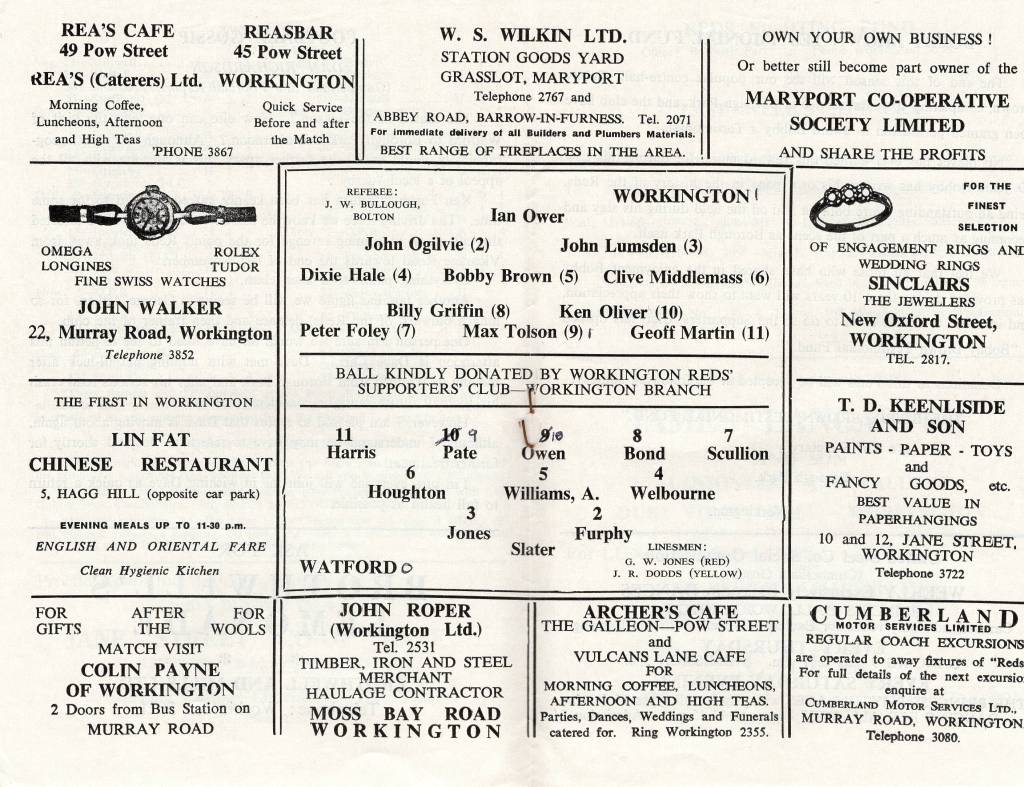 REA'S CAFE
49 Pow Street
REASBAR
45 Pow Street
REA'S (Caterers) Ltd. WORKINGTON
Morning Coffee,
Luncheons, Afternoon
and High Teas
Quick Service
Before and after
the Match
'PHONE 3867
W. S. WILKIN LTD.
STATION GOODS YARD
GRASSLOT, MARYPORT
Telephone 2767 and
ABBEY ROAD, BARROW-IN-FURNESS. Tel. 2071
For immediate delivery of all Builders and Plumbers Materials.
BEST RANGE OF FIREPLACES IN THE AREA.
OWN YOUR OWN BUSINESS !
Or better still become part owner of the
MARYPORT CO-OPERATIVE
SOCIETY LIMITED
AND SHARE THE PROFITS
OMEGA ROLEX
LONGINES TUDOR
FINE SWISS WATCHES
JOHN WALKER
22, Murray Road, Workington
Telephone 3852
THE FIRST IN WORKINGTON
LIN FAT
CHINESE RESTAURANT
5, HAGG HILL (opposite car park)
EVENING MEALS UP TO 11-30 p.m.
ENGLISH AND ORIENTAL FARE
Clean Hygienic Kitchen
REFEREE:
J. W. BULLOUGH,
BOLTON
WORKINGTON 1
Ian Ower
John Ogilvie (2) John Lumsden (3)
Dixie Hale (4) Bobby Brown (5) Clive Middlemass (6)
Billy Griffin (8) Ken Oliver (10)
Peter Foley (7) Max Tolson (9) 1 Geoff Martin (11)
BALL KINDLY DONATED BY WORKINGTON REDS'
SUPPORTERS' CLUB—WORKINGTON BRANCH
11 10 9 9 10 8 7
Harris Pate Owen Bond Scullion
6 5 4
Houghton Williams, A. Welbourne
3 2
Jones Furphy
Slater
LINESMEN:
G. W. JONES (RED)
J. R. DODDS (YELLOW)
WATFORD 0
FOR THE
FINEST
SELECTION
OF ENGAGEMENT RINGS AND
WEDDING RINGS
SINCLAIRS
THE JEWELLERS
New Oxford Street,
WORKINGTON
TEL. 2817.
T. D. KEENLISIDE
AND SON
PAINTS - PAPER - TOYS
and
FANCY GOODS, etc.
BEST VALUE IN
PAPERHANGINGS
10 and 12, JANE STREET,
WORKINGTON
Telephone 3722
FOR AFTER FOR
GIFTS THE WOOLS
MATCH VISIT
COLIN PAYNE
OF WORKINGTON
2 Doors from Bus Station on
MURRAY ROAD
JOHN ROPER
(Workington Ltd.)
Tel. 2531
TIMBER, IRON AND STEEL
MERCHANT
HAULAGE CONTRACTOR
MOSS BAY ROAD
WORKINGTON
ARCHER'S CAFE
THE GALLEON—POW STREET
and
VULCANS LANE CAFE
FOR
MORNING COFFEE, LUNCHEONS,
AFTERNOON AND HIGH TEAS.
Parties, Dances, Weddings and Funerals
catered for. Ring Workington 2355.
CUMBERLAND
MOTOR SERVICES LIMITED
REGULAR COACH EXCURSIONS
are operated to away fixtures of "Reds
For full details of the next excursio
enquire at
CUMBERLAND MOTOR SERVICES LTD.,
MURRAY ROAD, WORKINGTON
Telephone 3080.